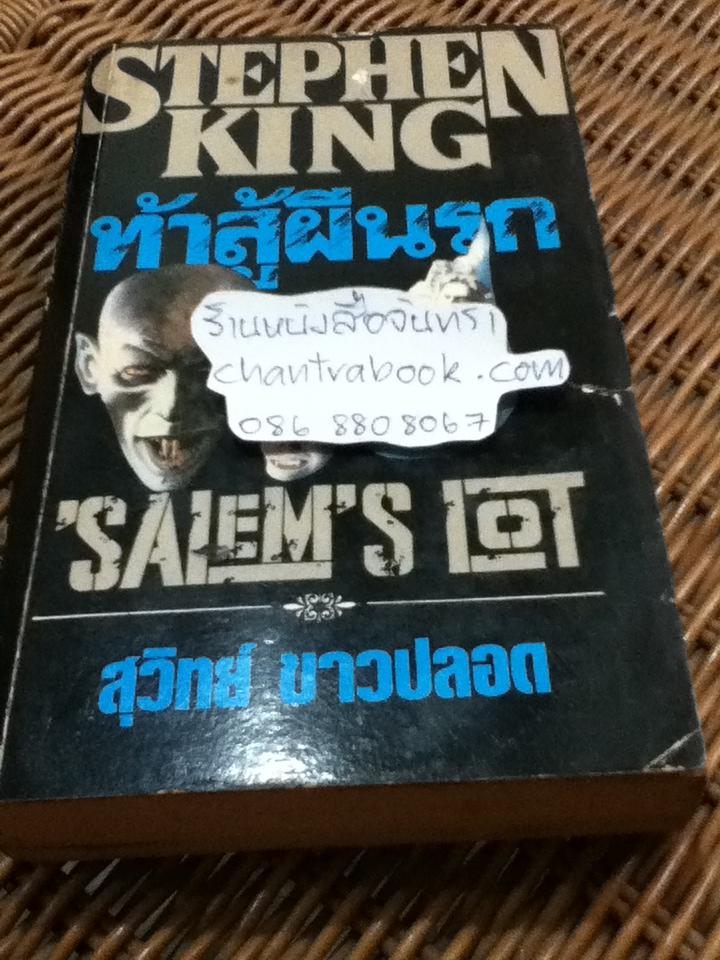 STEPHEN
KING
ท้าสู้ผีนรก
ร้านหนังสือจันทรา
chantrabook.com
086 8808067
'SALEM'S LOT
สุวิทย์ ขาวปลอด